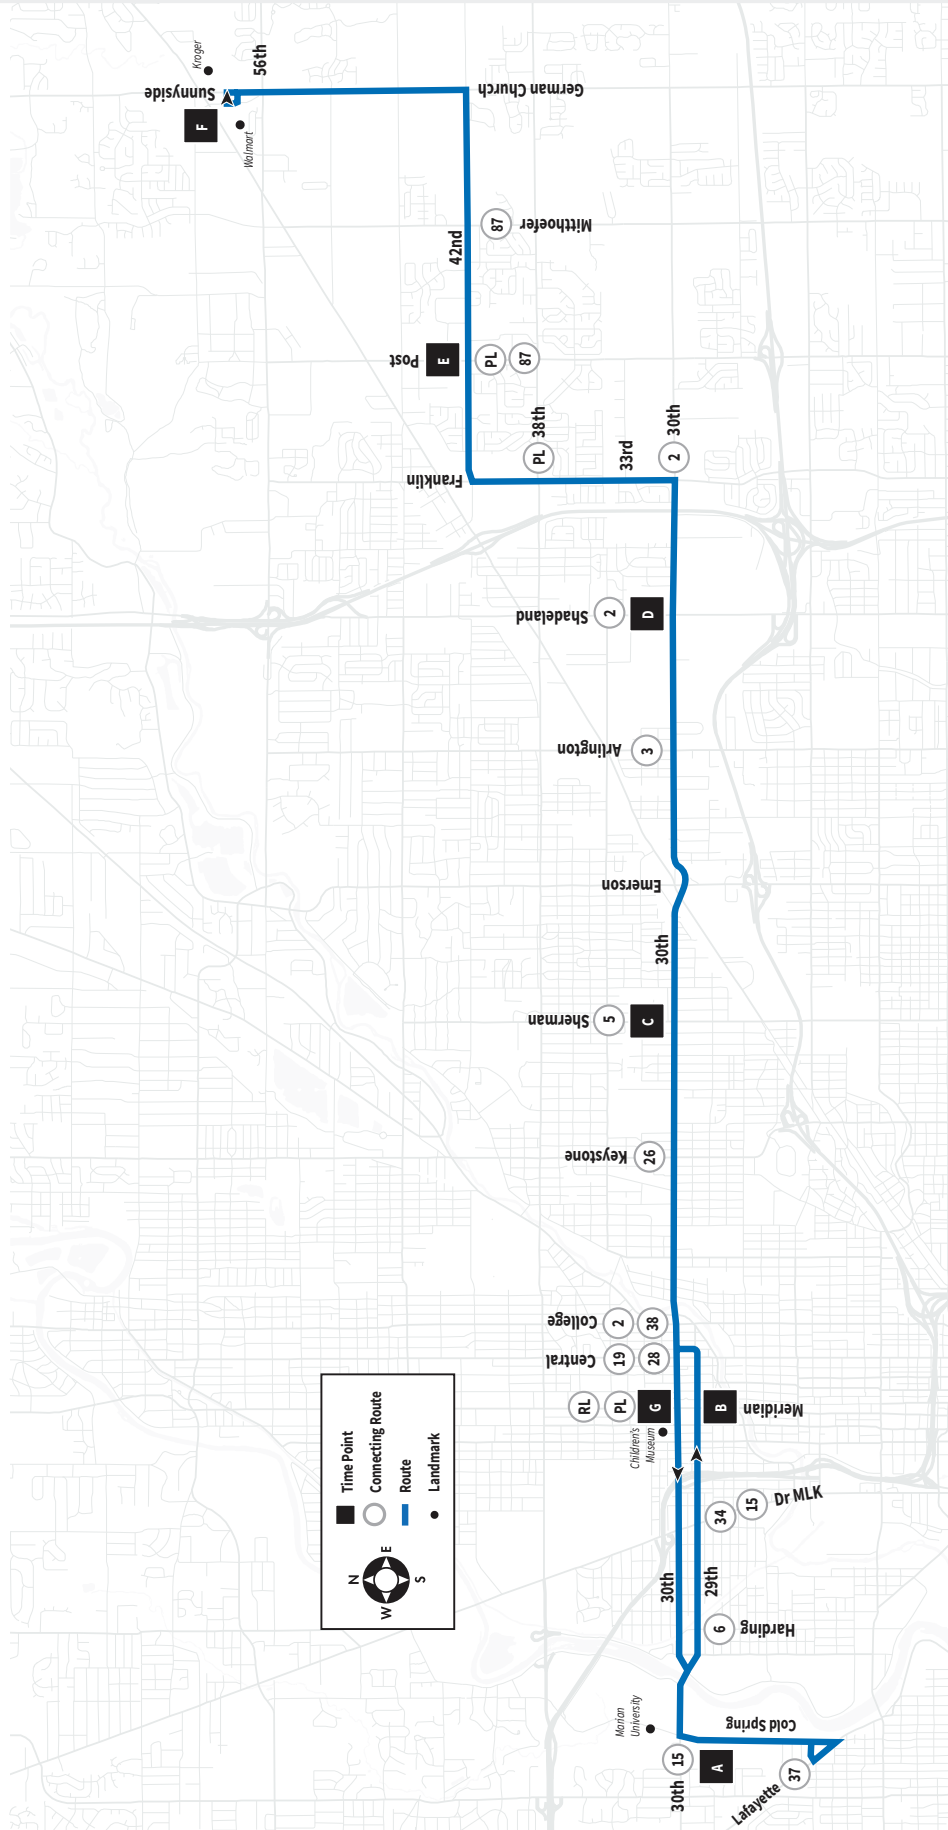 Kroger
56th
Sunnyside
F
Walmart
German Church
Mitthoefer
87
42nd
Post
E
PL
87
38th
PL
33rd
30th
2
Franklin
Shadeland
2
D
Arlington
3
Emerson
30th
Sherman
5
C
Keystone
26
College
2
38
Central
19
28
RL
PL
G
B
Meridian
Children's
Museum
34
15
Dr MLK
30th
29th
6
Harding
Marian
University
Cold Spring
15
30th
A
37
Lafayette
Time Point
Connecting Route
Route
Landmark
N
E
S
W